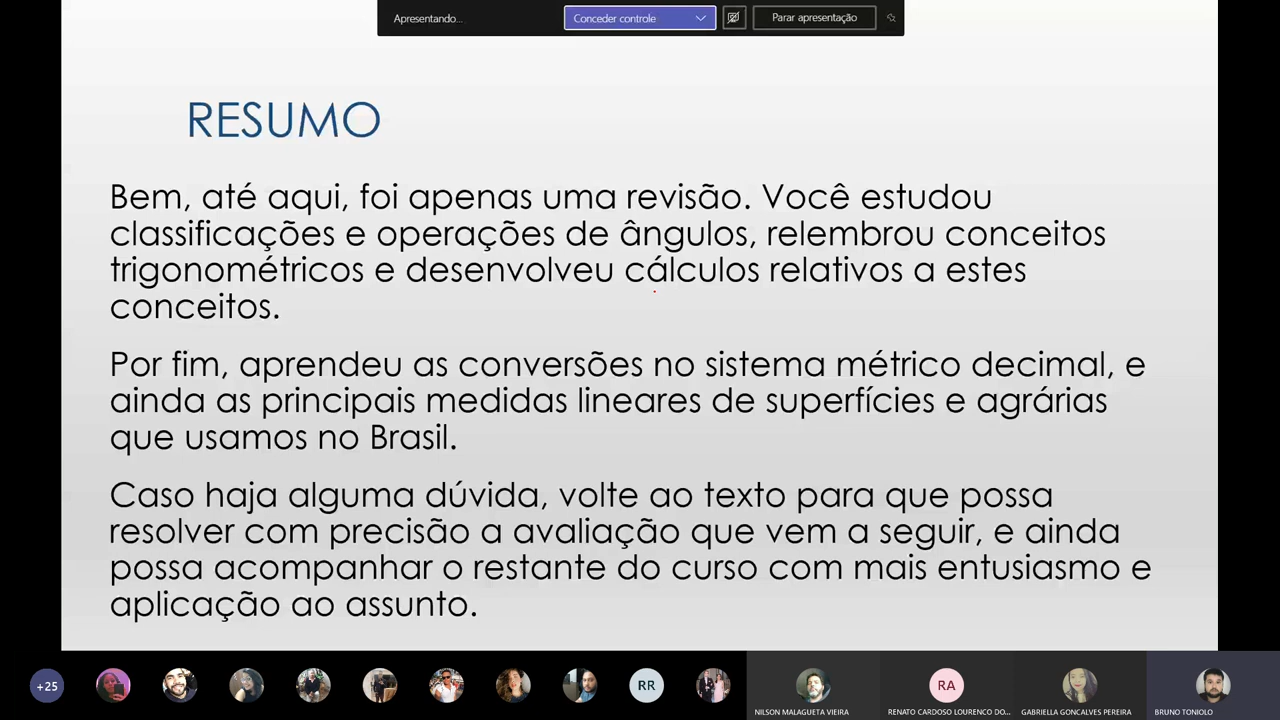 Apresentando...
Conceder controle
Parar apresentação
RESUMO
Bem, até aqui, foi apenas uma revisão. Você estudou
classificações e operações de ângulos, relembrou conceitos
trigonométricos e desenvolveu cálculos relativos a estes
conceitos.
Por fim, aprendeu as conversões no sistema métrico decimal, e
ainda as principais medidas lineares de superfícies e agrárias
que usamos no Brasil.
Caso haja alguma dúvida, volte ao texto para que possa
resolver com precisão a avaliação que vem a seguir, e ainda
possa acompanhar o restante do curso com mais entusiasmo e
aplicação ao assunto.
+25
RR
RA
NILSON MALAGUETA VIEIRA
RENATO CARDOSO LOURENCO DO...
GABRIELLA GONCALVES PEREIRA
BRUNO TONIOLO